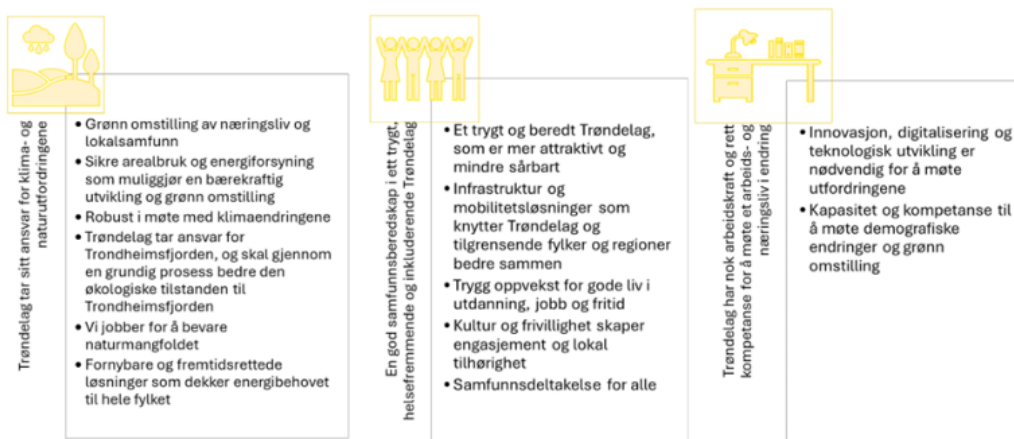 Trøndelag tar sitt ansvar for klima- og
naturutfordringene
• Grønn omstilling av næringsliv og
lokalsamfunn
• Sikre arealbruk og energiforsyning
som muliggjør en bærekraftig
utvikling og grønn omstilling
• Robust i møte med klimaendringene
• Trøndelag tar ansvar for
Trondheimsfjorden, og skal gjennom
en grundig prosess bedre den
økologiske tilstanden til
Trondheimsfjorden
• Vi jobber for å bevare
naturmangfoldet
• Fornybare og fremtidsrettede
løsninger som dekker energibehovet
til hele fylket
En god samfunnsberedskap i ett trygt,
helsefremmende og inkluderende Trøndelag
• Et trygt og beredt Trøndelag,
som er mer attraktivt og
mindre sårbart
• Infrastruktur og
mobilitetsløsninger som
knytter Trøndelag og
tilgrensende fylker og regioner
bedre sammen
• Trygg oppvekst for gode liv i
utdanning, jobb og fritid
• Kultur og frivillighet skaper
engasjement og lokal
tilhørighet
• Samfunnsdeltakelse for alle
Trøndelag har nok arbeidskraft og rett
kompetanse for å møte et arbeids- og
næringsliv i endring
• Innovasjon, digitalisering og
teknologisk utvikling er
nødvendig for å møte
utfordringene
• Kapasitet og kompetanse til
å møte demografiske
endringer og grønn
omstilling